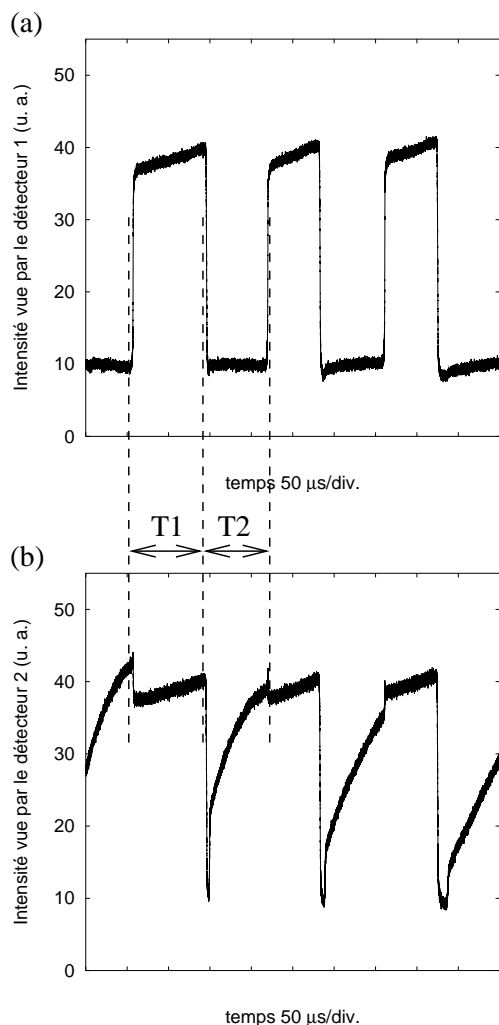 (a)
Intensité vue par le détecteur 1 (u. a.)
50
40
30
20
10
0
temps 50 µs/div.
T1 T2
(b)
Intensité vue par le détecteur 2 (u. a.)
50
40
30
20
10
0
temps 50 µs/div.